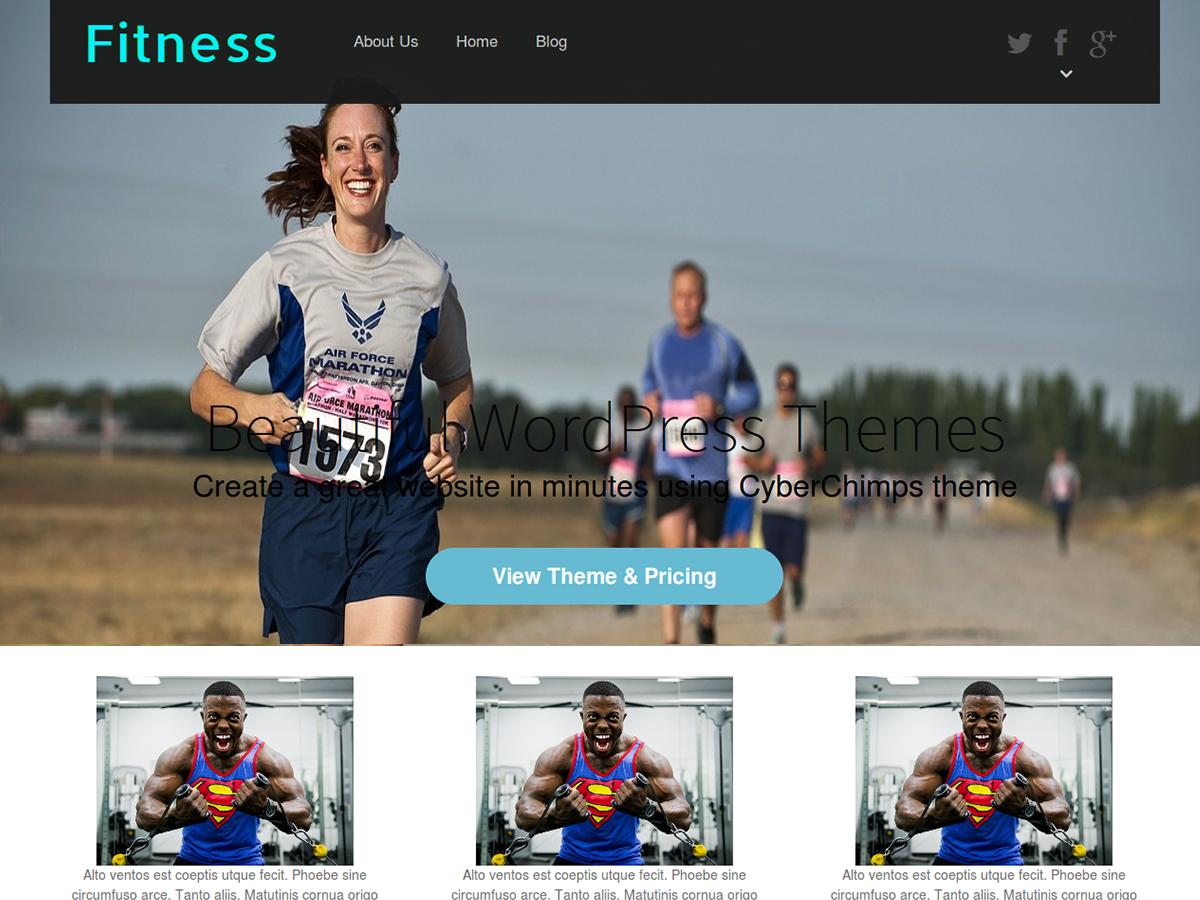 Fitness
About Us
Home
Blog
AIR FORCE
MARATHON
AIR FORCE MARATHON
1573
Beautiful WordPress Themes
Create a great website in minutes using CyberChimps theme
View Theme & Pricing
Alto ventos est coeptis utque fecit. Phoebe sine
circumfuso arce. Tanto aliis. Matutinis cornua origo
Alto ventos est coeptis utque fecit. Phoebe sine
circumfuso arce. Tanto aliis. Matutinis cornua origo
Alto ventos est coeptis utque fecit. Phoebe sine
circumfuso arce. Tanto aliis. Matutinis cornua origo